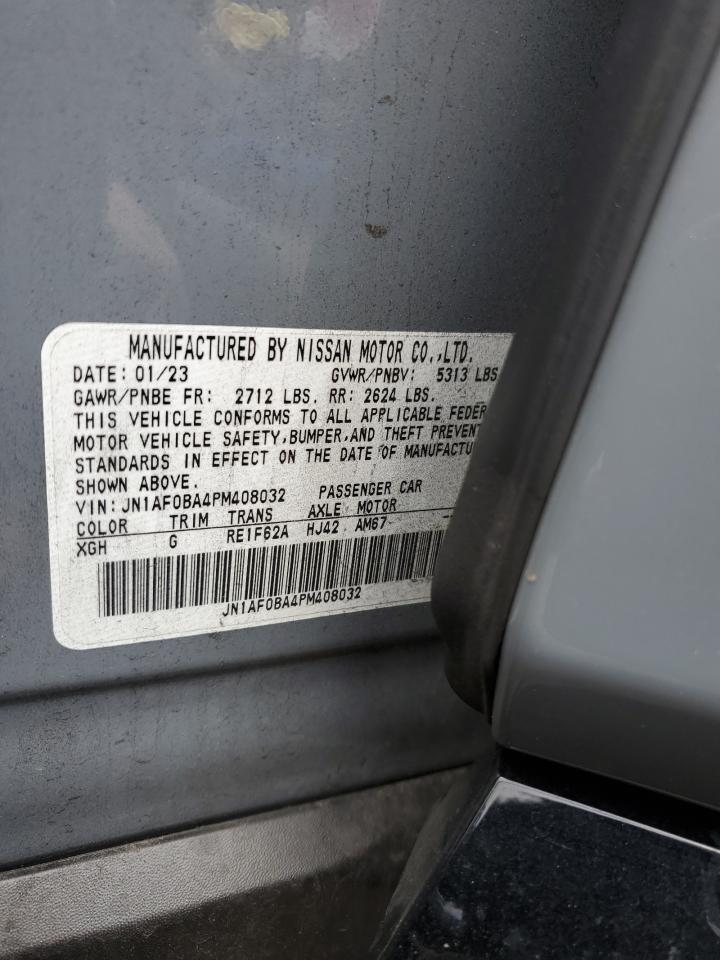 MANUFACTURED BY NISSAN MOTOR CO.,LTD.
DATE: 01/23 GVWR/PNBV: 5313 LBS
GAWR/PNBE FR: 2712 LBS. RR: 2624 LBS.
THIS VEHICLE CONFORMS TO ALL APPLICABLE FEDER
MOTOR VEHICLE SAFETY,BUMPER,AND THEFT PREVENT
STANDARDS IN EFFECT ON THE DATE OF MANUFACTU
SHOWN ABOVE.
VIN: JN1AF0BA4PM408032 PASSENGER CAR
COLOR TRIM TRANS AXLE MOTOR
XGH G RE1F62A HJ42 AM67-
JN1AF0BA4PM408032